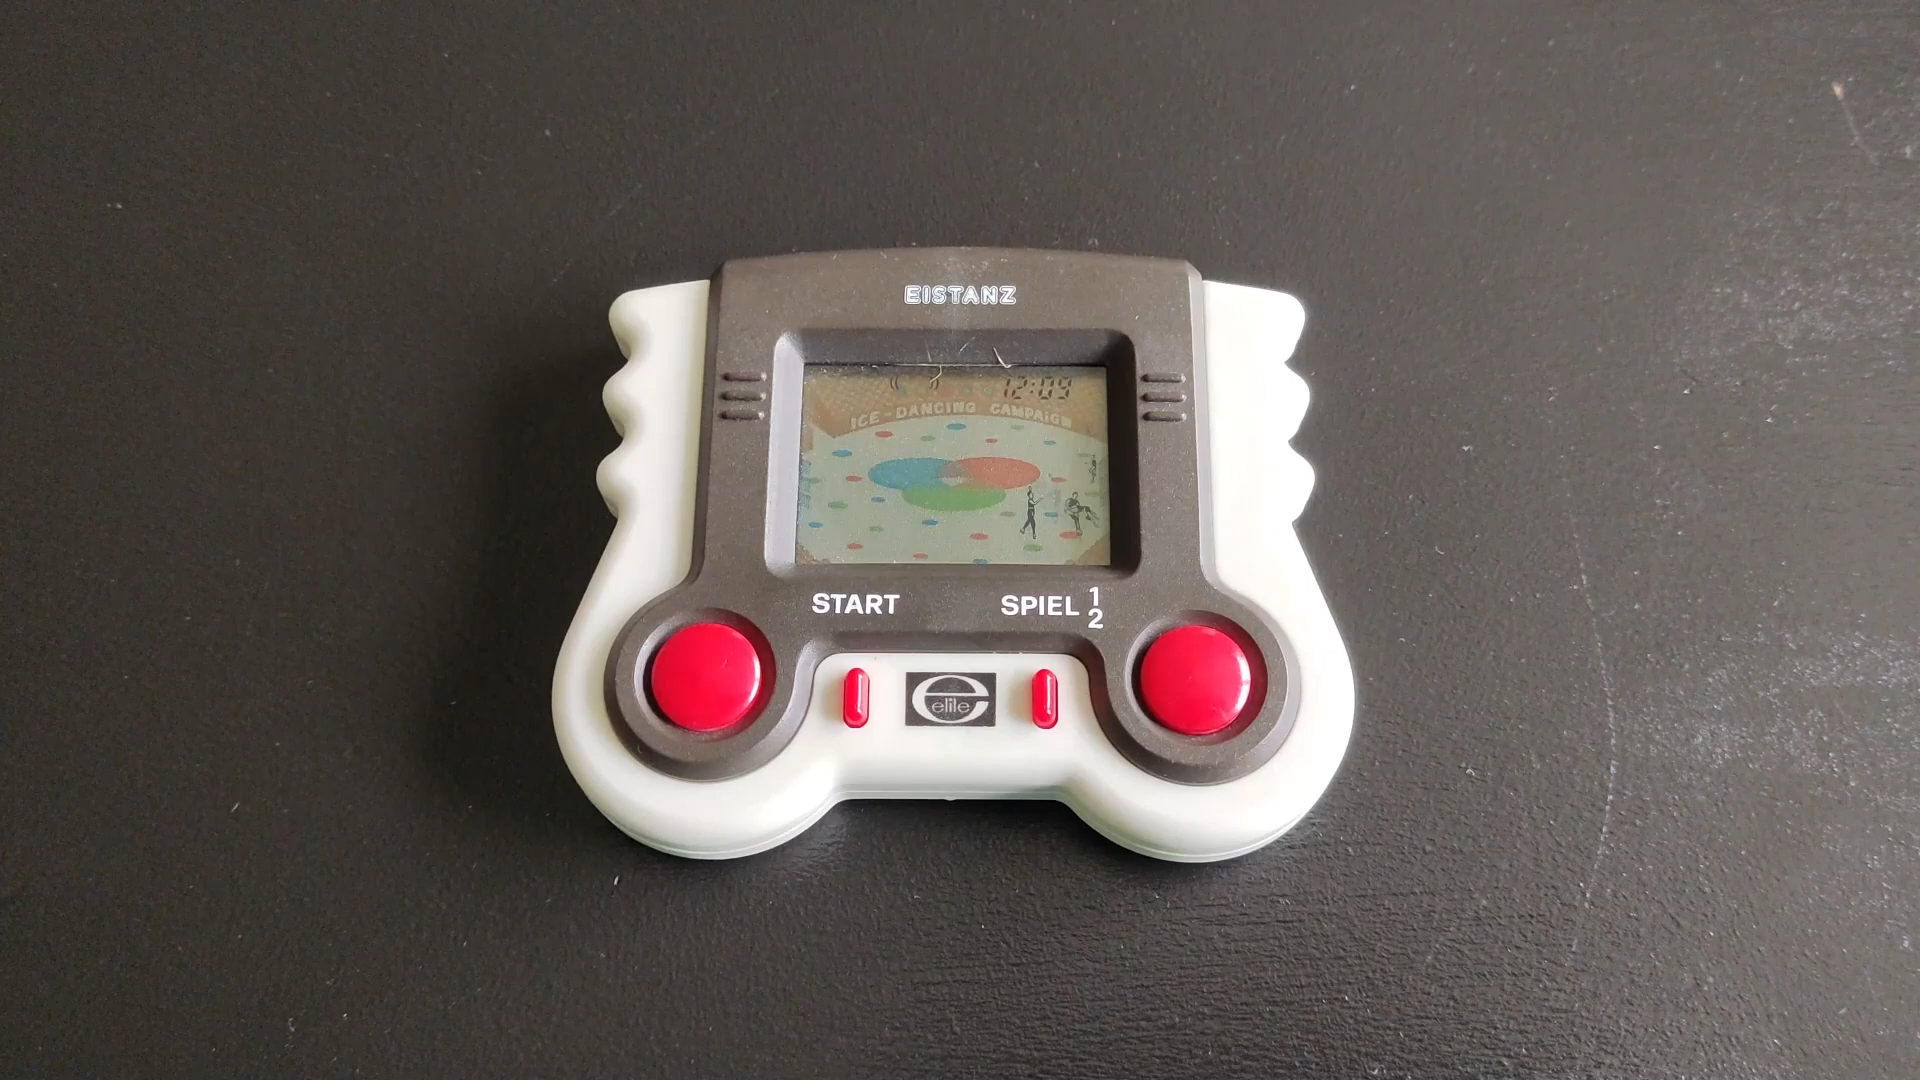 EISTANZ
12:09
ICE-DANCING CAMPAIGN
START SPIEL 1
2
e
elite